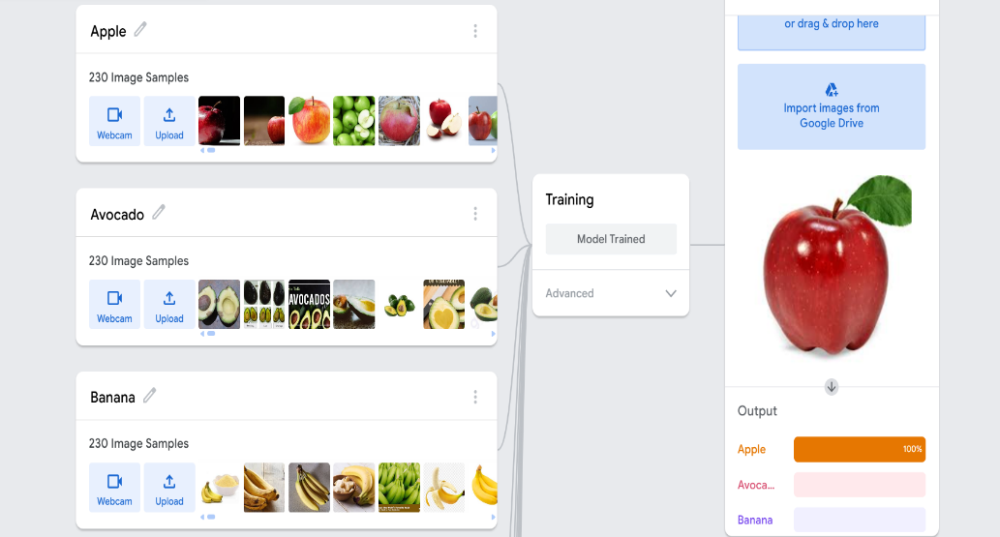 Apple
230 Image Samples
Webcam
Upload
Avocado
230 Image Samples
Webcam
Upload
AVOCADOS
Banana
230 Image Samples
Webcam
Upload
Training
Model Trained
Advanced
or drag & drop here
Import images from
Google Drive
Output
Apple
100%
Avoca...
Banana